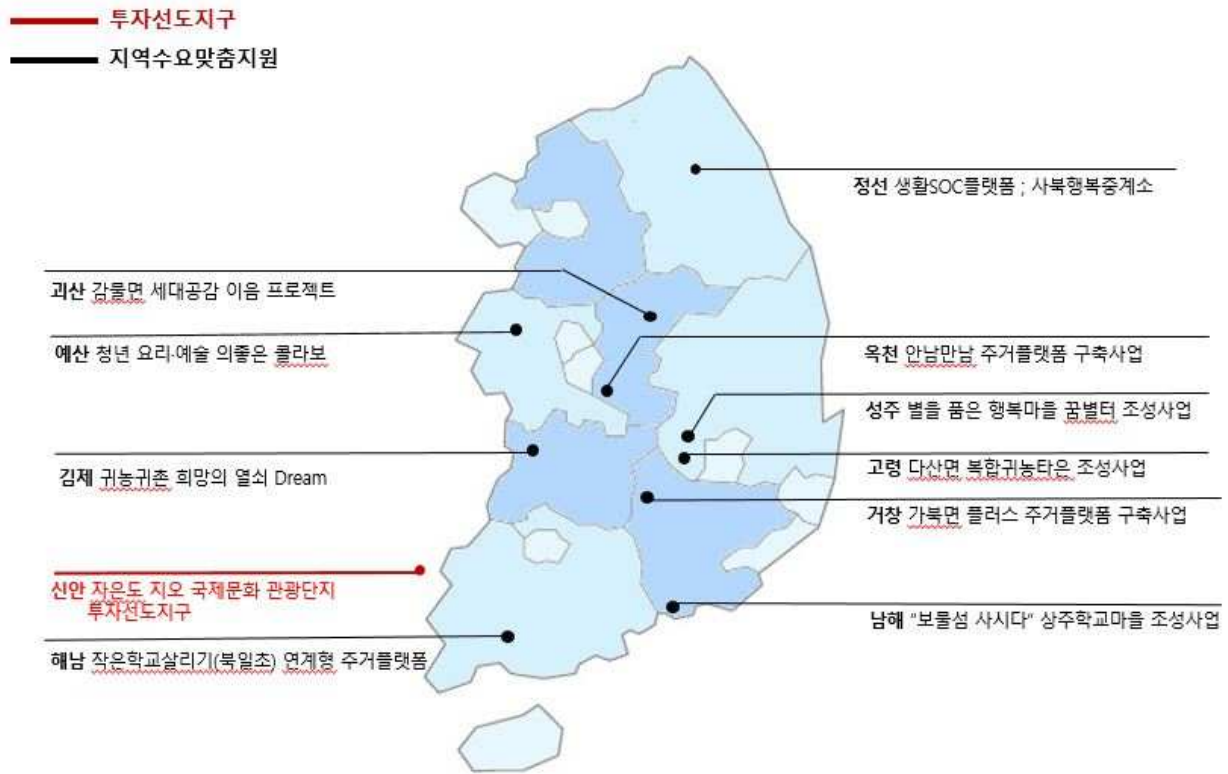 투자선도지구
지역수요맞춤지원
정선 생활SOC플랫폼 ; 사북행복중계소
괴산 감물면 세대공감 이음 프로젝트
예산 청년 요리·예술 의좋은 콜라보
옥천 안남만남 주거플랫폼 구축사업
성주 별을 품은 행복마을 꿈별터 조성사업
김제 귀농귀촌 희망의 열쇠 Dream
고령 다산면 복합귀농타운 조성사업
거창 가북면 플러스 주거플랫폼 구축사업
신안 자은도 지오 국제문화 관광단지
투자선도지구
남해 "보물섬 사시다" 상주학교마을 조성사업
해남 작은학교살리기(북일초) 연계형 주거플랫폼